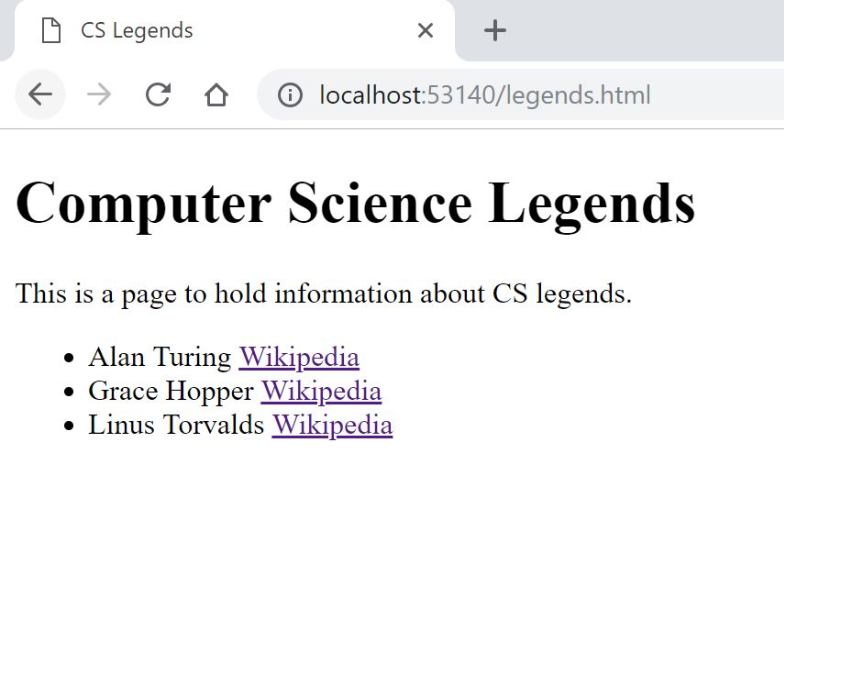 CS Legends
localhost:53140/legends.html
Computer Science Legends
This is a page to hold information about CS legends.
Alan Turing Wikipedia
Grace Hopper Wikipedia
Linus Torvalds Wikipedia